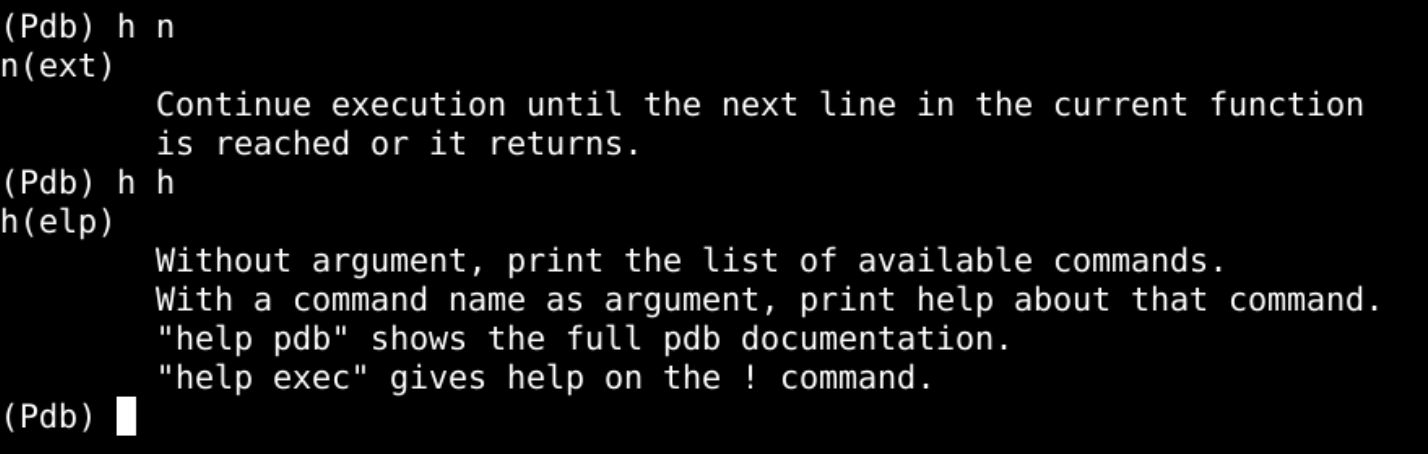 (Pdb) h n
n(ext)
        Continue execution until the next line in the current function
        is reached or it returns.
(Pdb) h h
h(elp)
        Without argument, print the list of available commands.
        With a command name as argument, print help about that command.
        "help pdb" shows the full pdb documentation.
        "help exec" gives help on the ! command.
(Pdb)